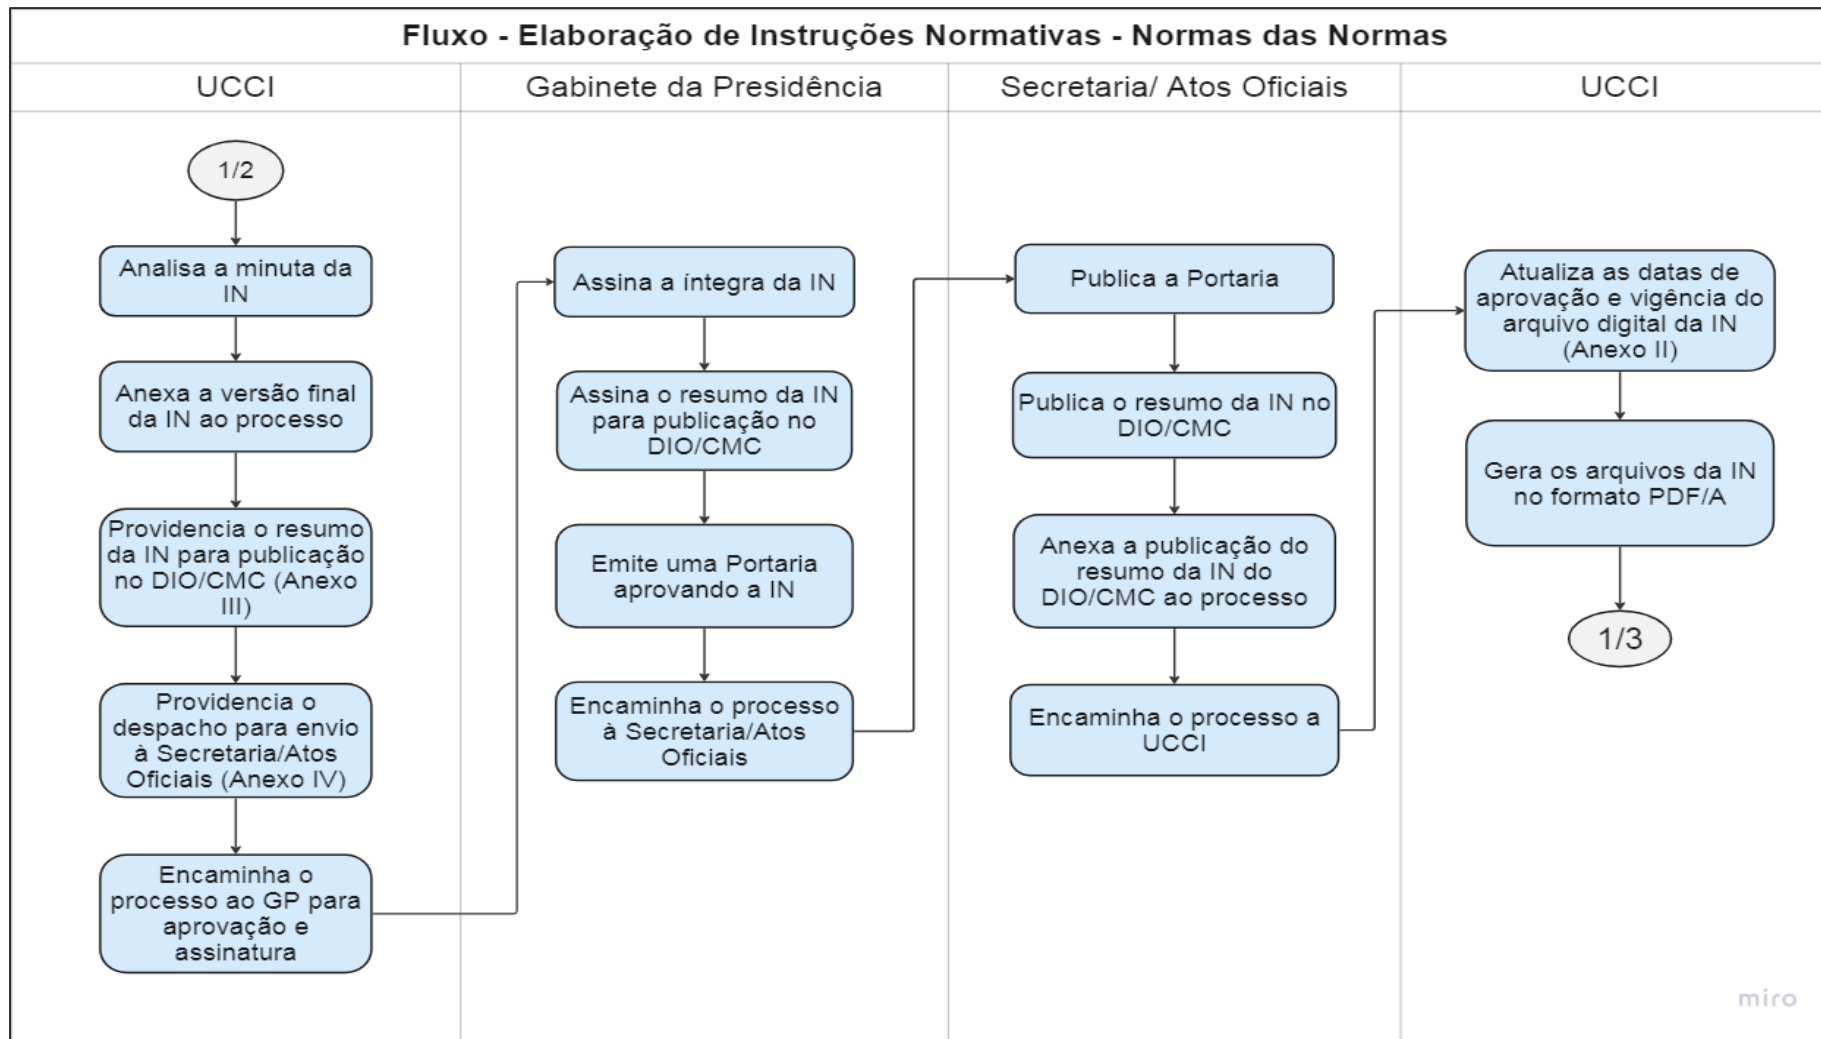 Fluxo - Elaboração de Instruções Normativas - Normas das Normas
UCCI
Gabinete da Presidência
Secretaria/ Atos Oficiais
UCCI
1/2
Analisa a minuta da
IN
Anexa a versão final
da IN ao processo
Providencia o resumo
da IN para publicação
no DIO/CMC (Anexo
III)
Providencia o
despacho para envio
à Secretaria/Atos
Oficiais (Anexo IV)
Encaminha o
processo ao GP para
aprovação e
assinatura
Assina a íntegra da IN
Assina o resumo da IN
para publicação no
DIO/CMC
Emite uma Portaria
aprovando a IN
Encaminha o processo
à Secretaria/Atos
Oficiais
Publica a Portaria
Publica o resumo da IN no
DIO/CMC
Anexa a publicação do
resumo da IN do
DIO/CMC ao processo
Encaminha o processo a
UCCI
Atualiza as datas de
aprovação e vigência do
arquivo digital da IN
(Anexo II)
Gera os arquivos da IN
no formato PDF/A
1/3
miro